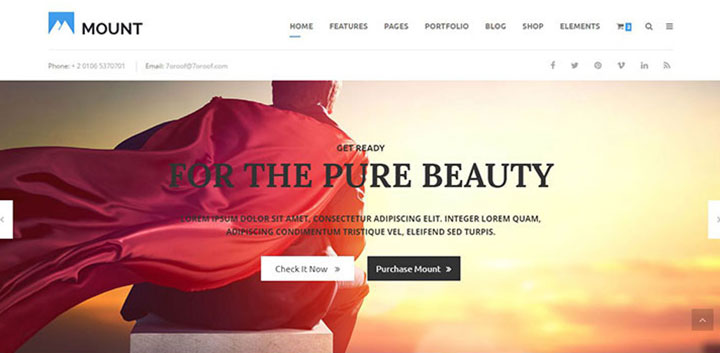 MOUNT
HOME FEATURES PAGES PORTFOLIO BLOG SHOP ELEMENTS
Phone: + 2 0106 5370701 Email: 7oroof@7oroof.com
GET READY
FOR THE PURE BEAUTY
LOREM IPSUM DOLOR SIT AMET, CONSECTETUR ADIPISCING ELIT. INTEGER LOREM QUAM,
ADIPISCING CONDIMENTUM TRISTIQUE VEL, ELEIFEND SED TURPIS.
Check It Now »
Purchase Mount »